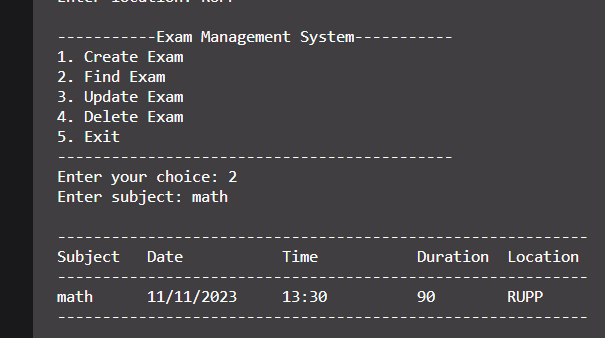 Enter location: RUPP
-----------Exam Management System-----------
1. Create Exam
2. Find Exam
3. Update Exam
4. Delete Exam
5. Exit
--------------------------------------------
Enter your choice: 2
Enter subject: math
-----------------------------------------------------------
Subject   Date           Time           Duration  Location
-----------------------------------------------------------
math      11/11/2023     13:30          90        RUPP
-----------------------------------------------------------